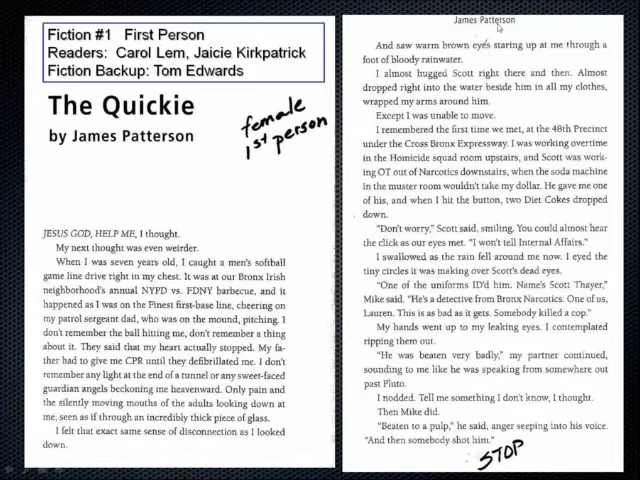 Fiction #1 First Person
Readers: Carol Lem, Jaicie Kirkpatrick
Fiction Backup: Tom Edwards
The Quickie
by James Patterson
female
1st person
JESUS GOD, HELP ME, I thought.
My next thought was even weirder.
When I was seven years old, I caught a men's softball
game line drive right in my chest. It was at our Bronx Irish
neighborhood's annual NYPD vs. FDNY barbecue, and it
happened as I was on the Finest first-base line, cheering on
my patrol sergeant dad, who was on the mound, pitching. I
don't remember the ball hitting me, don't remember a thing
about it. They said that my heart actually stopped. My fa-
ther had to give me CPR until they defibrillated me. I don't
remember any light at the end of a tunnel or any sweet-faced
guardian angels beckoning me heavenward. Only pain and
the silently moving mouths of the adults looking down at
me, seen as if through an incredibly thick piece of glass.
I felt that exact same sense of disconnection as I looked
down.
James Patterson
And saw warm brown eyes staring up at me through a
foot of bloody rainwater.
I almost hugged Scott right there and then. Almost
dropped right into the water beside him in all my clothes,
wrapped my arms around him.
Except I was unable to move.
I remembered the first time we met, at the 48th Precinct
under the Cross Bronx Expressway. I was working overtime
in the Homicide squad room upstairs, and Scott was work-
ing OT out of Narcotics downstairs, when the soda machine
in the muster room wouldn't take my dollar. He gave me one
of his, and when I hit the button, two Diet Cokes dropped
down.
"Don't worry," Scott said, smiling. You could almost hear
the click as our eyes met. "I won't tell Internal Affairs."
I swallowed as the rain fell around me now. I eyed the
tiny circles it was making over Scott's dead eyes.
"One of the uniforms ID'd him. Name's Scott Thayer,"
Mike said. "He's a detective from Bronx Narcotics. One of us,
Lauren. This is as bad as it gets. Somebody killed a cop."
My hands went up to my leaking eyes. I contemplated
ripping them out.
"He was beaten very badly," my partner continued,
sounding to me like he was speaking from somewhere out
past Pluto.
I nodded. Tell me something I don't know, I thought.
Then Mike did.
"Beaten to a pulp," he said, anger seeping into his voice.
"And then somebody shot him."
STOP